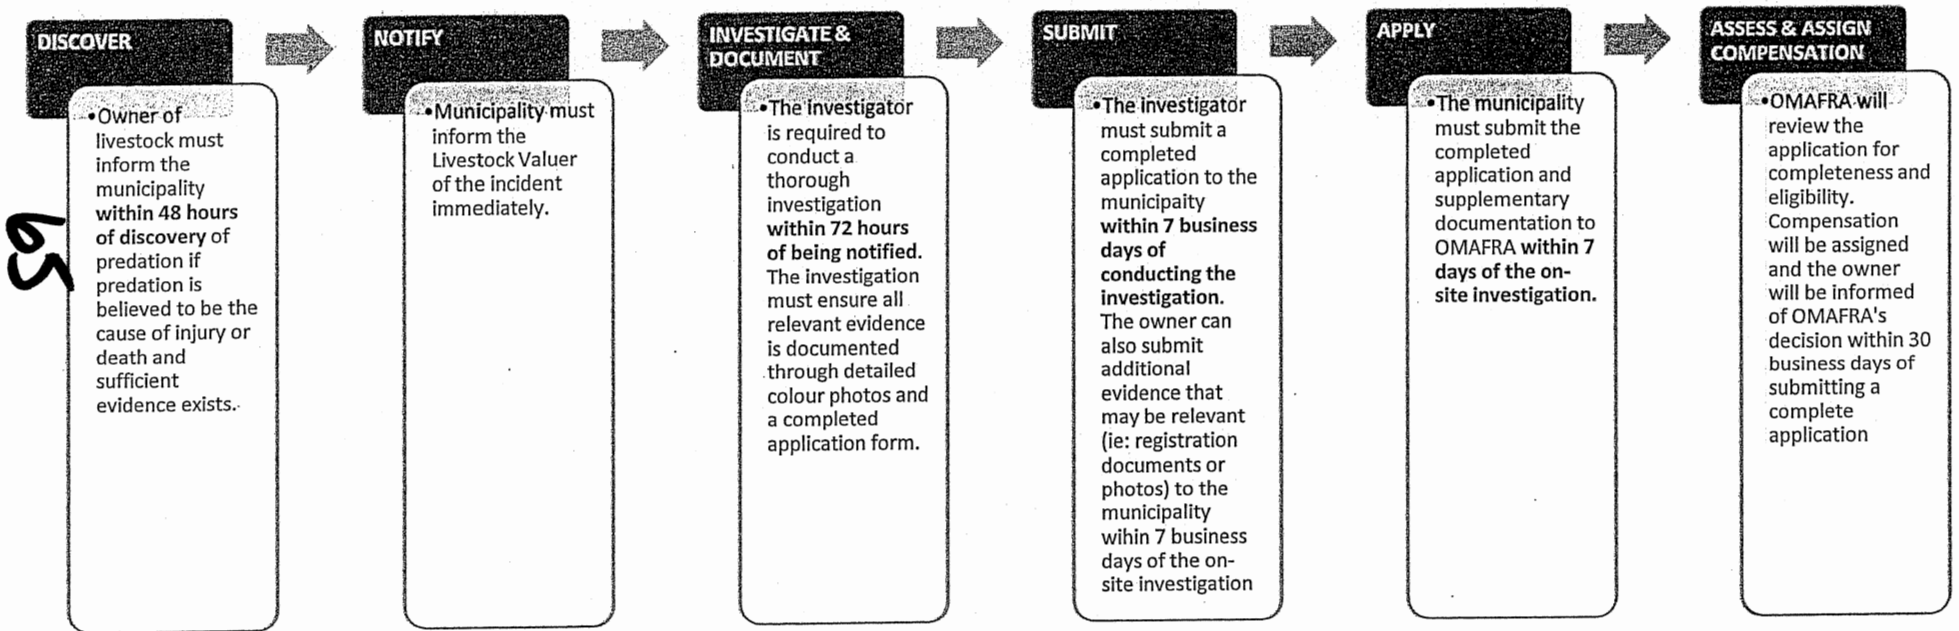 DISCOVER
•Owner of
livestock must
inform the
municipality
within 48 hours
of discovery of
predation if
predation is
believed to be the
cause of injury or
death and
sufficient
evidence exists.
NOTIFY
•Municipality must
inform the
Livestock Valuer
of the incident
immediately.
INVESTIGATE &
DOCUMENT
•The investigator
is required to
conduct a
thorough
investigation
within 72 hours
of being notified.
The investigation
must ensure all
relevant evidence
is documented
through detailed
colour photos and
a completed
application form.
SUBMIT
•The investigator
must submit a
completed
application to the
municipaity
within 7 business
days of
conducting the
investigation.
The owner can
also submit
additional
evidence that
may be relevant
(ie: registration
documents or
photos) to the
municipality
wihin 7 business
days of the on-
site investigation
APPLY
•The municipality
must submit the
completed
application and
supplementary
documentation to
OMAFRA within 7
days of the on-
site investigation.
ASSESS & ASSIGN
COMPENSATION
•OMAFRA will
review the
application for
completeness and
eligibility.
Compensation
will be assigned
and the owner
will be informed
of OMAFRA's
decision within 30
business days of
submitting a
complete
application
65